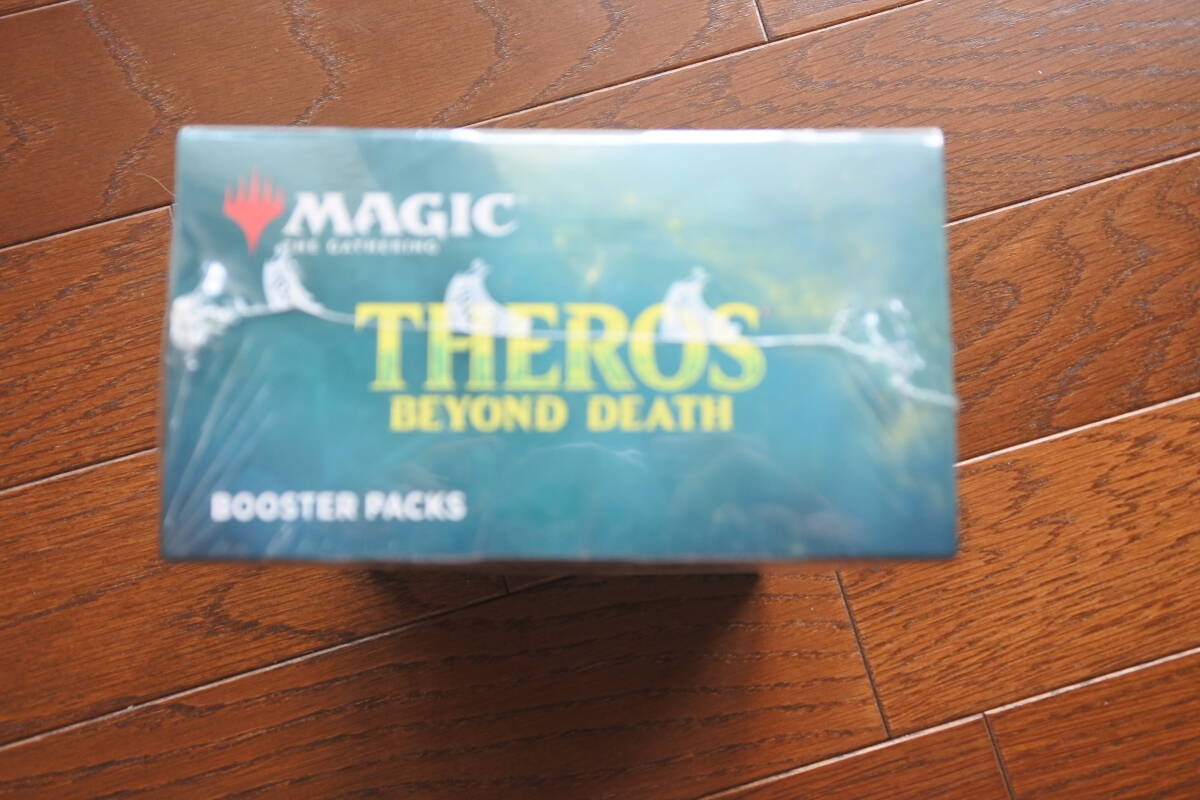 MAGIC
THE GATHERING
THEROS
BEYOND DEATH
BOOSTER PACKS